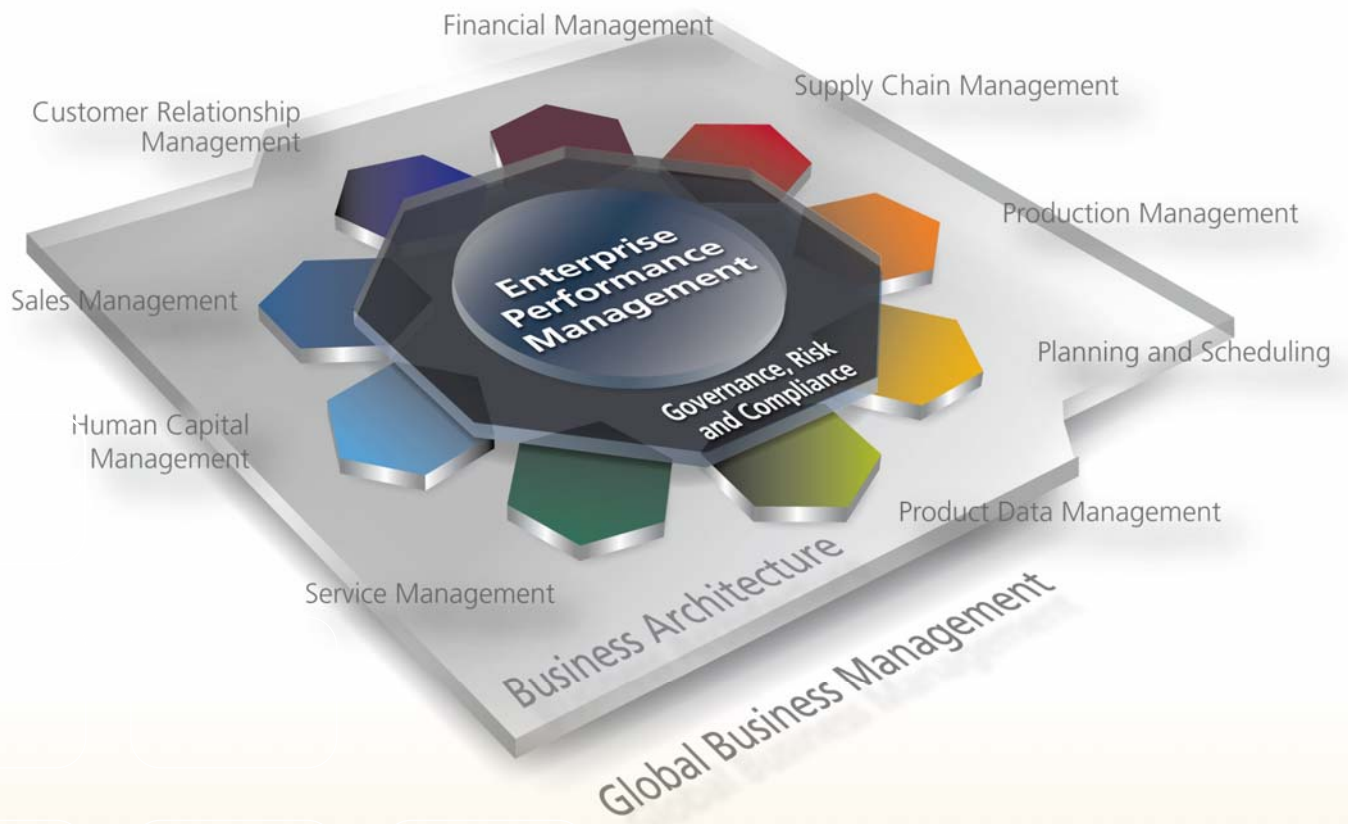 Financial Management
Supply Chain Management
Customer Relationship
Management
Production Management
Sales Management
Planning and Scheduling
Human Capital
Management
Product Data Management
Service Management
Enterprise
Performance
Management
Governance, Risk
and Compliance
Business Architecture
Global Business Management